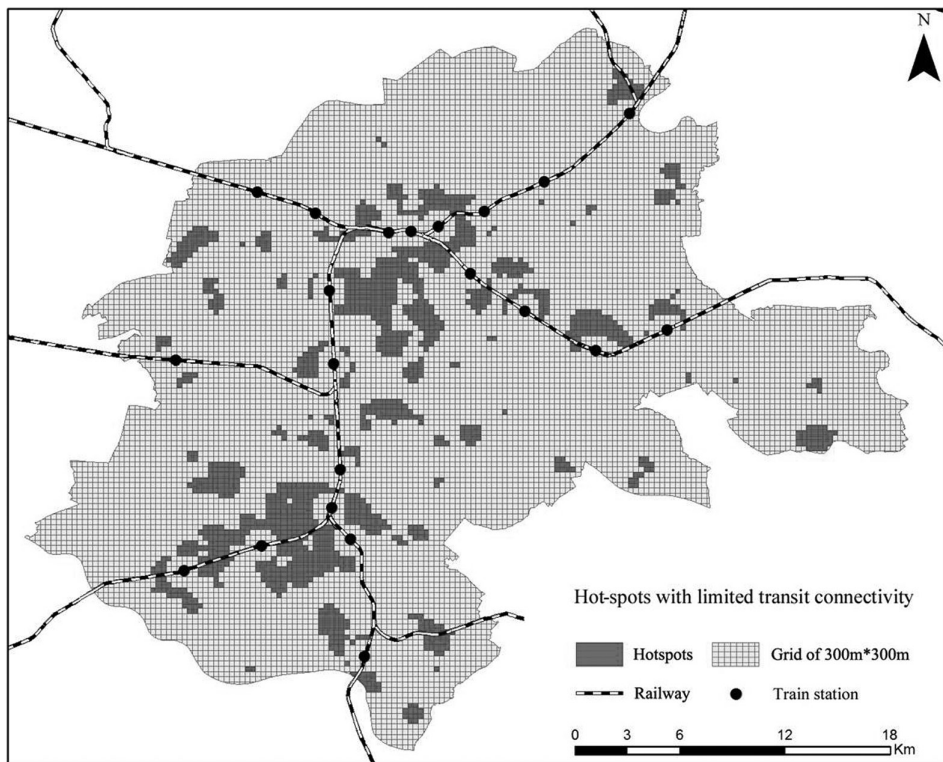 N
Hot-spots with limited transit connectivity
Hotspots Grid of 300m*300m
Railway Train station
0 3 6 12 18
Km